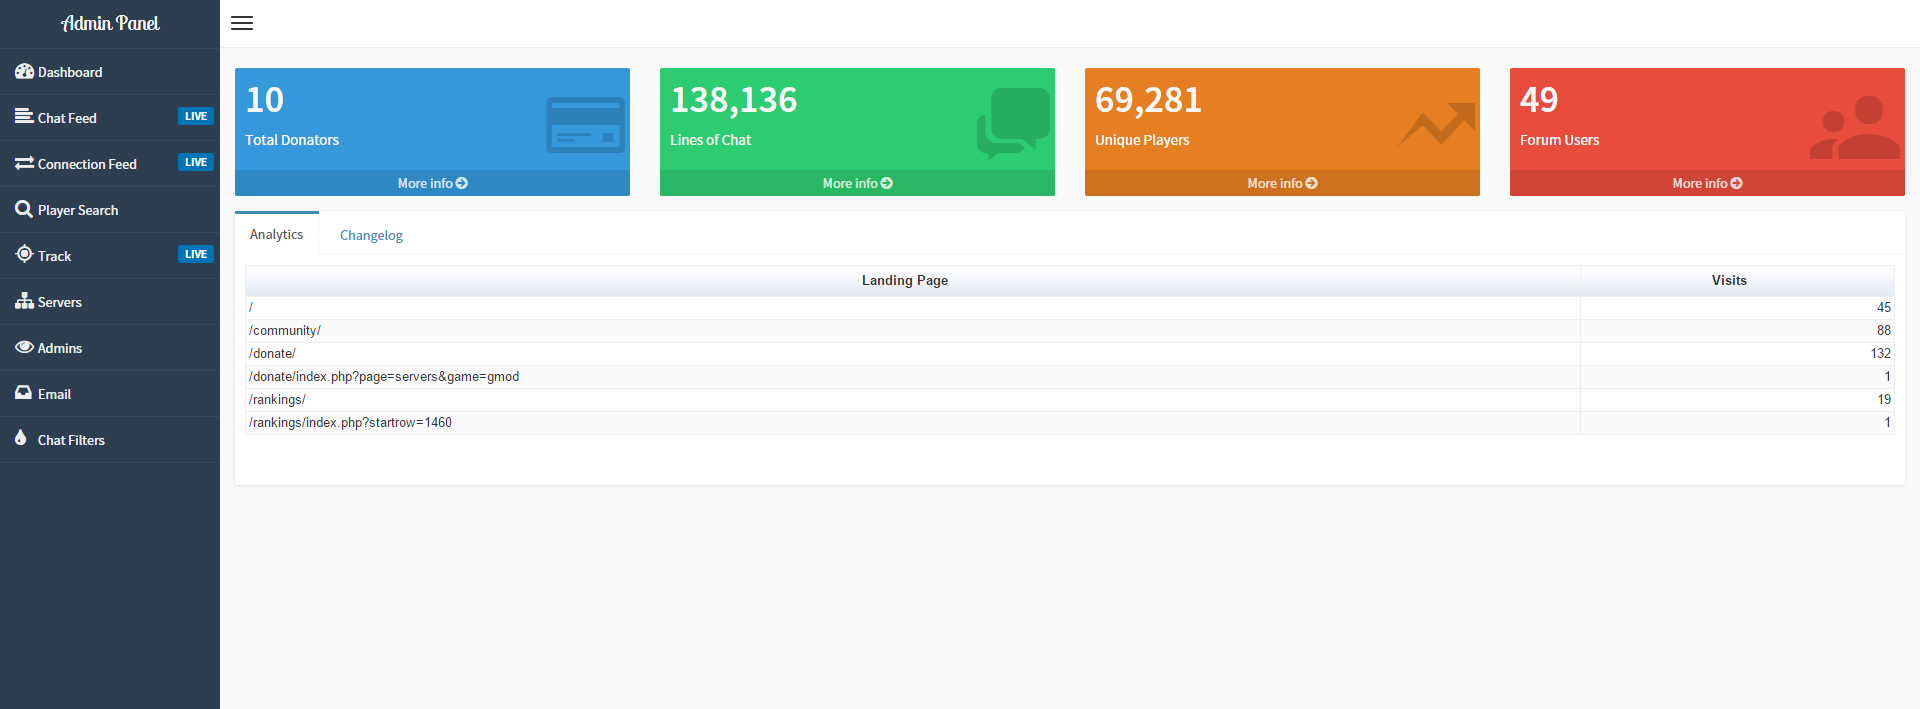 Admin Panel
Dashboard
Chat Feed LIVE
Connection Feed LIVE
Player Search
Track LIVE
Servers
Admins
Email
Chat Filters
10
Total Donators
More info
138,136
Lines of Chat
More info
69,281
Unique Players
More info
49
Forum Users
More info
Analytics Changelog
Landing Page Visits
/ 45
/community/ 88
/donate/ 132
/donate/index.php?page=servers&game=gmod 1
/rankings/ 19
/rankings/index.php?startrow=1460 1